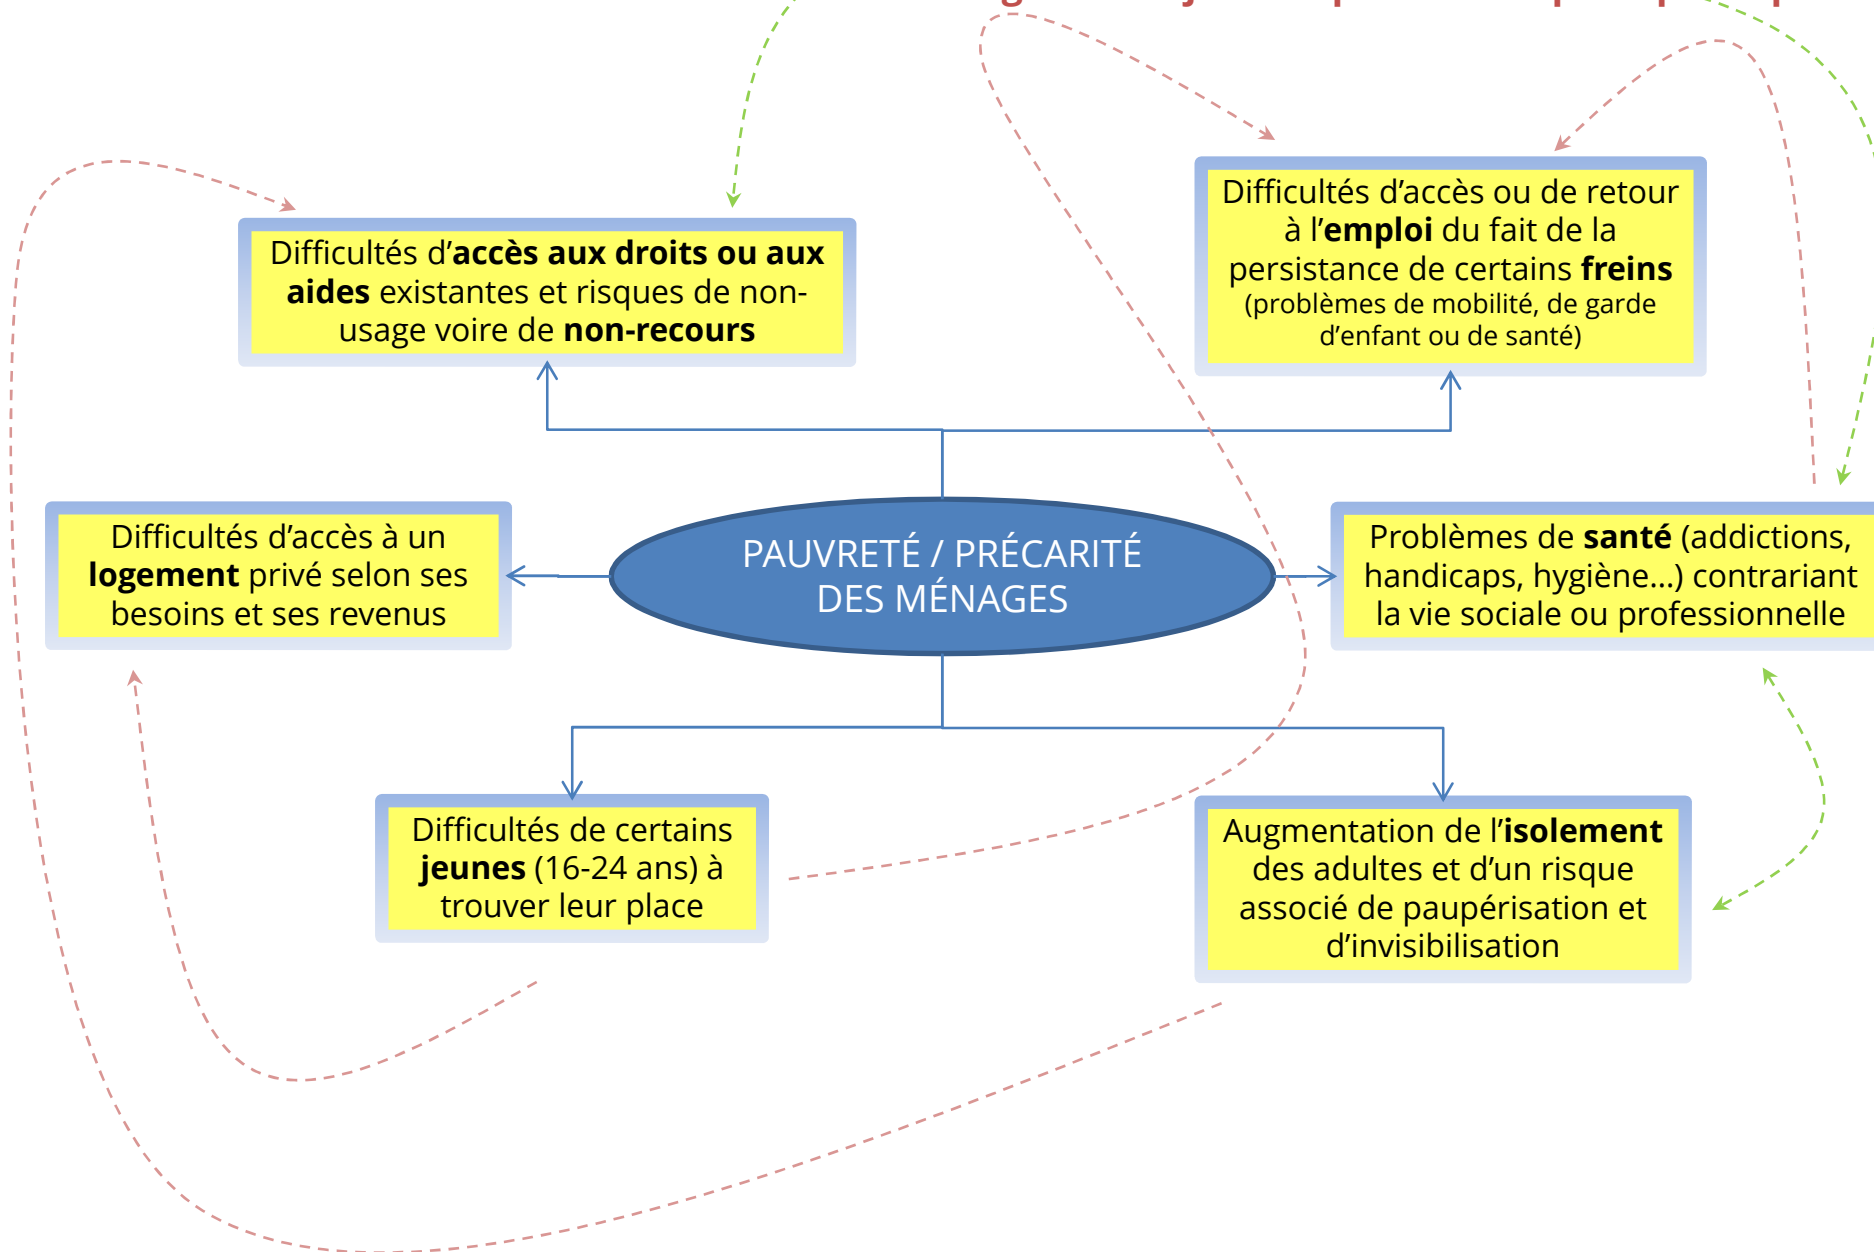 Difficultés d’accès ou de retour
à l’emploi du fait de la
persistance de certains freins
(problèmes de mobilité, de garde
d’enfant ou de santé)
Difficultés d’accès aux droits ou aux
aides existantes et risques de non-
usage voire de non-recours
Difficultés d’accès à un
logement privé selon ses
besoins et ses revenus
PAUVRETÉ / PRÉCARITÉ
DES MÉNAGES
Problèmes de santé (addictions,
handicaps, hygiène…) contrariant
la vie sociale ou professionnelle
Difficultés de certains
jeunes (16-24 ans) à
trouver leur place
Augmentation de l’isolement
des adultes et d’un risque
associé de paupérisation et
d’invisibilisation